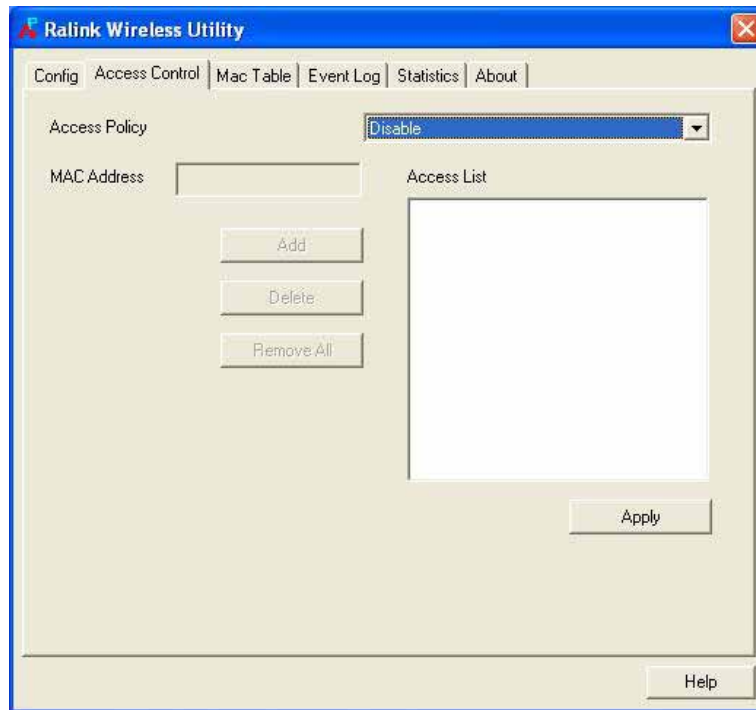 Ralink Wireless Utility
Config Access Control Mac Table Event Log Statistics About
Access Policy Disable
MAC Address Access List
Add
Delete
Remove All
Apply
Help